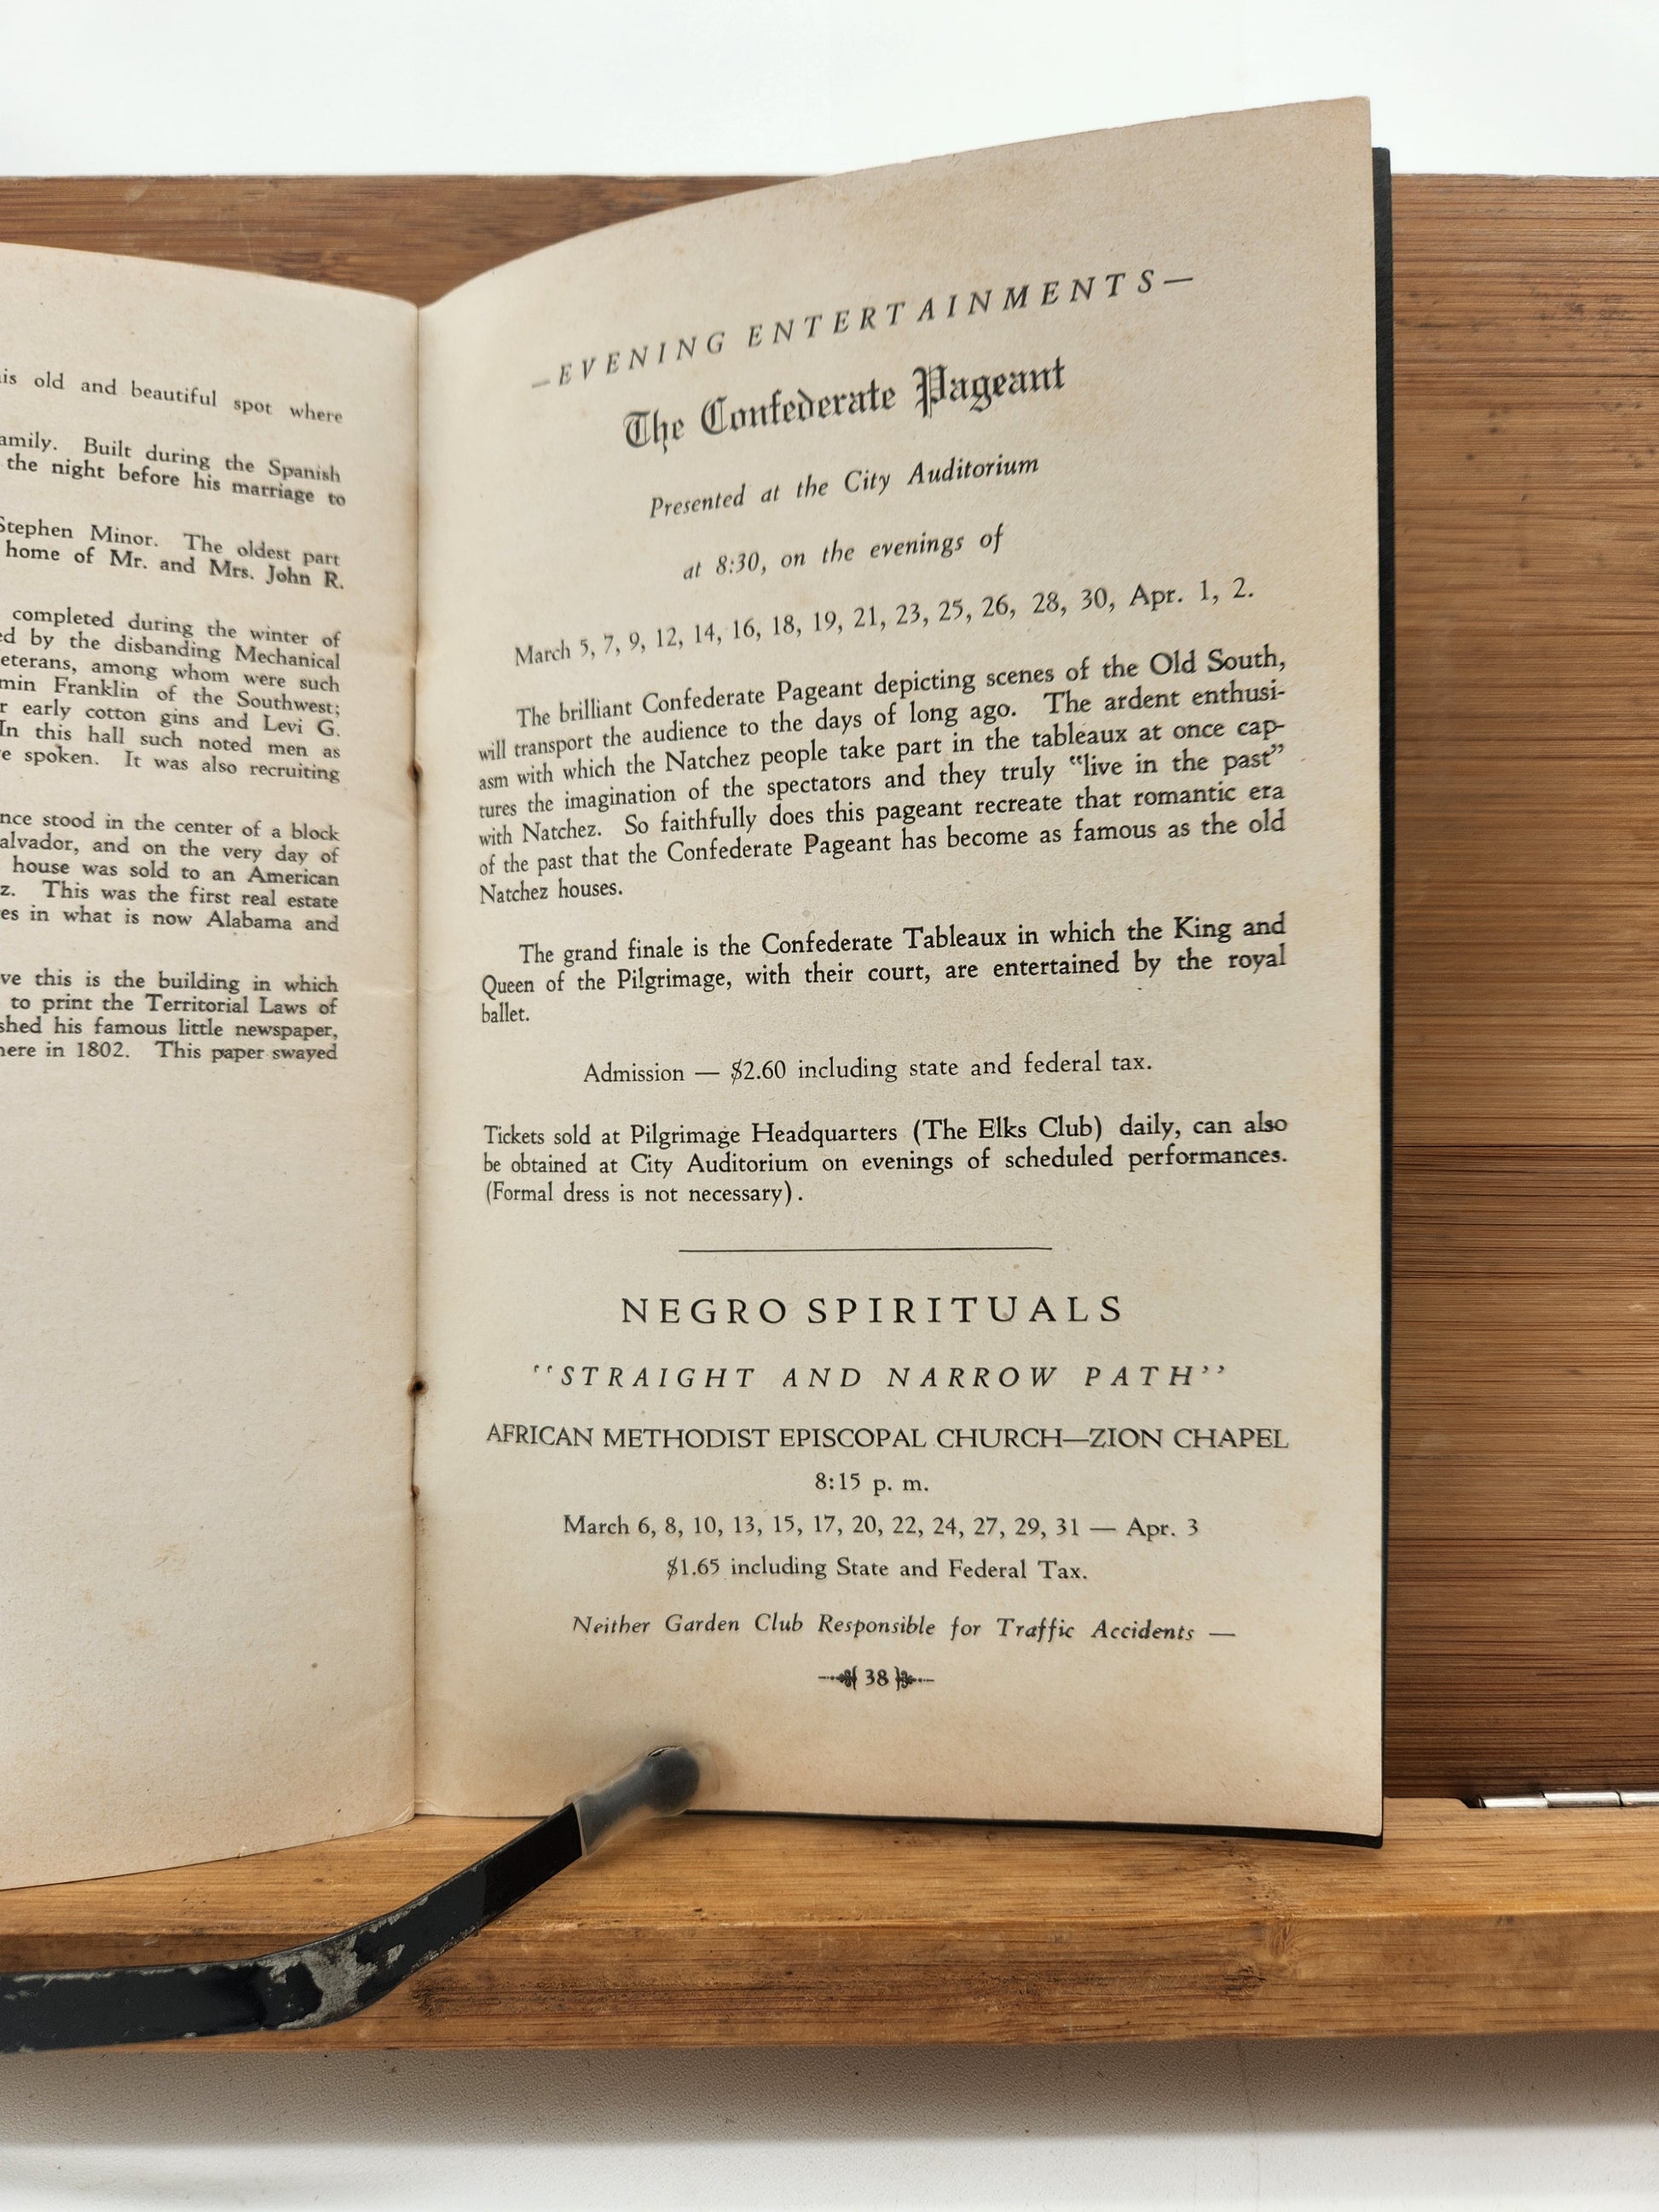 is old and beautiful spot where
amily. Built during the Spanish
the night before his marriage to
Stephen Minor. The oldest part
home of Mr. and Mrs. John R.
completed during the winter of
ed by the disbanding Mechanical
eterans, among whom were such
min Franklin of the Southwest;
r early cotton gins and Levi G.
In this hall such noted men as
e spoken. It was also recruiting
nce stood in the center of a block
alvador, and on the very day of
house was sold to an American
z. This was the first real estate
es in what is now Alabama and
ve this is the building in which
to print the Territorial Laws of
shed his famous little newspaper,
here in 1802. This paper swayed
—EVENING ENTERTAINMENTS—
The Confederate Pageant
Presented at the City Auditorium
at 8:30, on the evenings of
March 5, 7, 9, 12, 14, 16, 18, 19, 21, 23, 25, 26, 28, 30, Apr. 1, 2.
The brilliant Confederate Pageant depicting scenes of the Old South,
will transport the audience to the days of long ago. The ardent enthusi-
asm with which the Natchez people take part in the tableaux at once cap-
tures the imagination of the spectators and they truly "live in the past"
with Natchez. So faithfully does this pageant recreate that romantic era
of the past that the Confederate Pageant has become as famous as the old
Natchez houses.
The grand finale is the Confederate Tableaux in which the King and
Queen of the Pilgrimage, with their court, are entertained by the royal
ballet.
Admission — $2.60 including state and federal tax.
Tickets sold at Pilgrimage Headquarters (The Elks Club) daily, can also
be obtained at City Auditorium on evenings of scheduled performances.
(Formal dress is not necessary).
NEGRO SPIRITUALS
"STRAIGHT AND NARROW PATH"
AFRICAN METHODIST EPISCOPAL CHURCH—ZION CHAPEL
8:15 p. m.
March 6, 8, 10, 13, 15, 17, 20, 22, 24, 27, 29, 31 — Apr. 3
$1.65 including State and Federal Tax.
Neither Garden Club Responsible for Traffic Accidents —
38